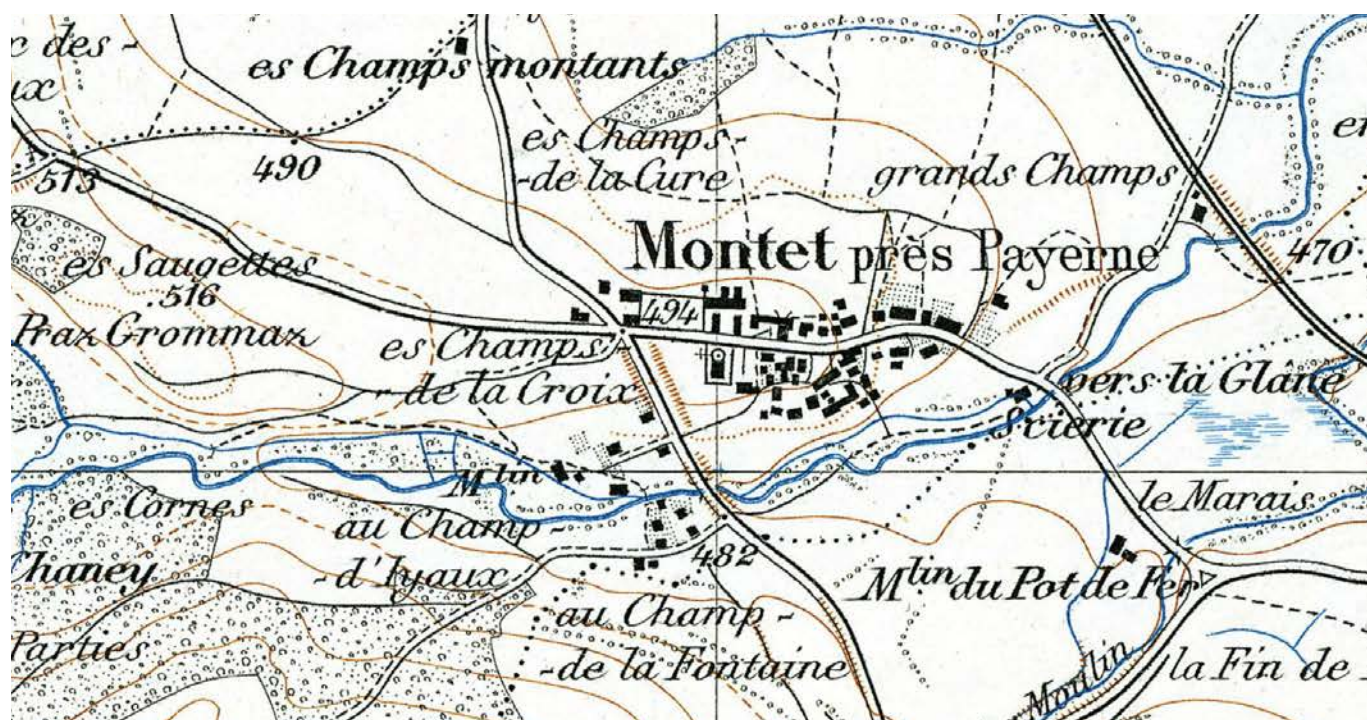 c des -
ux
es Champs montants
513
490
es Champs -
- de la Cure
grands Champs
Montet près Payerne
470
es Saugettes
.516
Praz Grommaz
494
es Champs -
- de la Croix
vers la Glâne
Scierie
Mlin
es Cornes
au Champ -
- d'Iyaux
482
le Marais
Chaney
Mlin du Pot de Fer
Parties
au Champ -
- de la Fontaine
Moulin
la Fin de